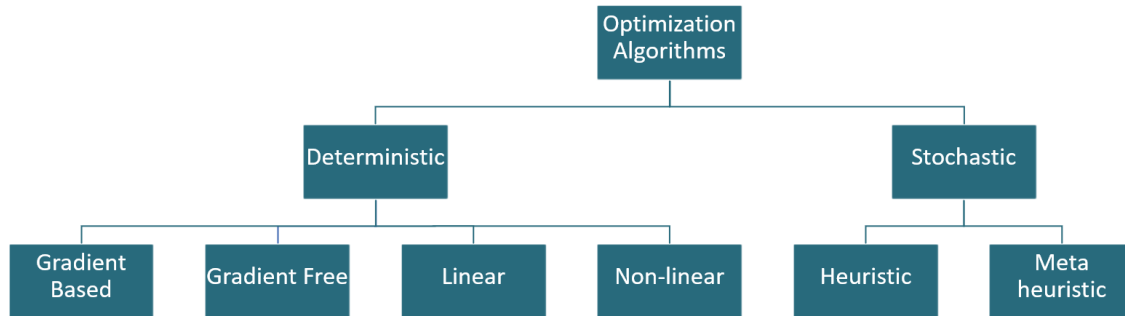 Optimization
Algorithms
Deterministic
Stochastic
Gradient
Based
Gradient Free
Linear
Non-linear
Heuristic
Meta
heuristic